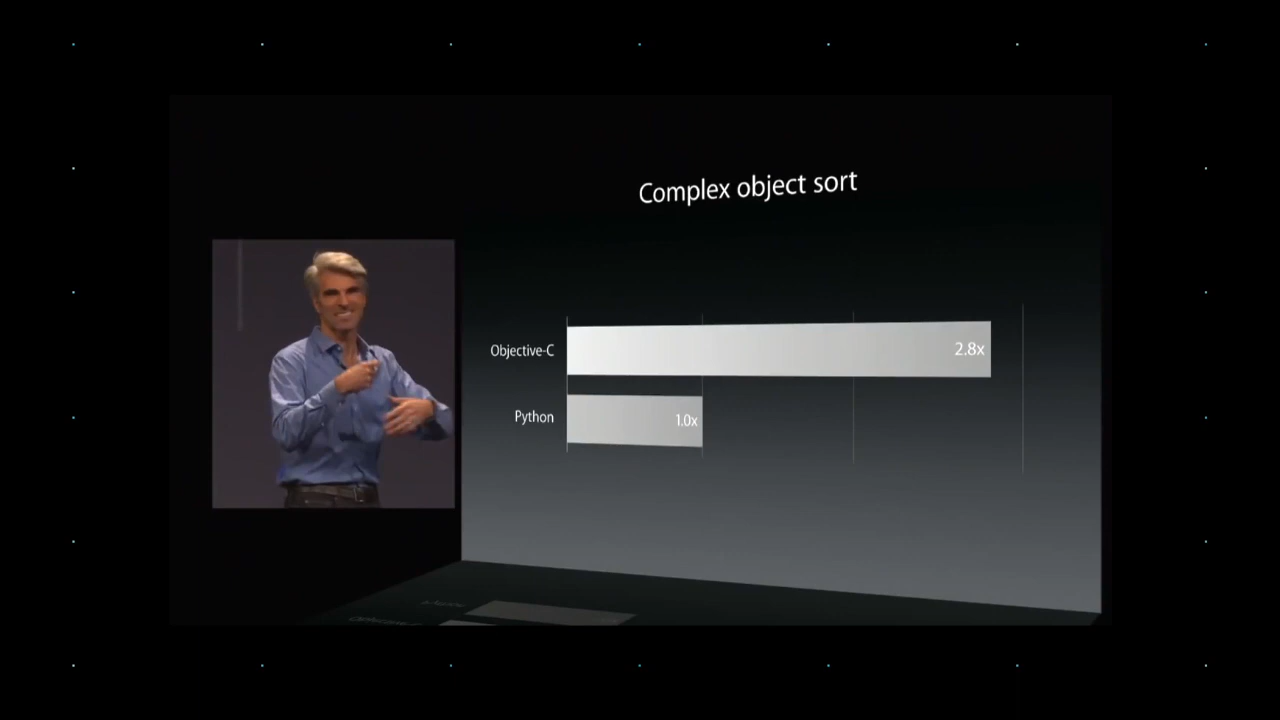 Complex object sort
Objective-C
2.8x
Python
1.0x